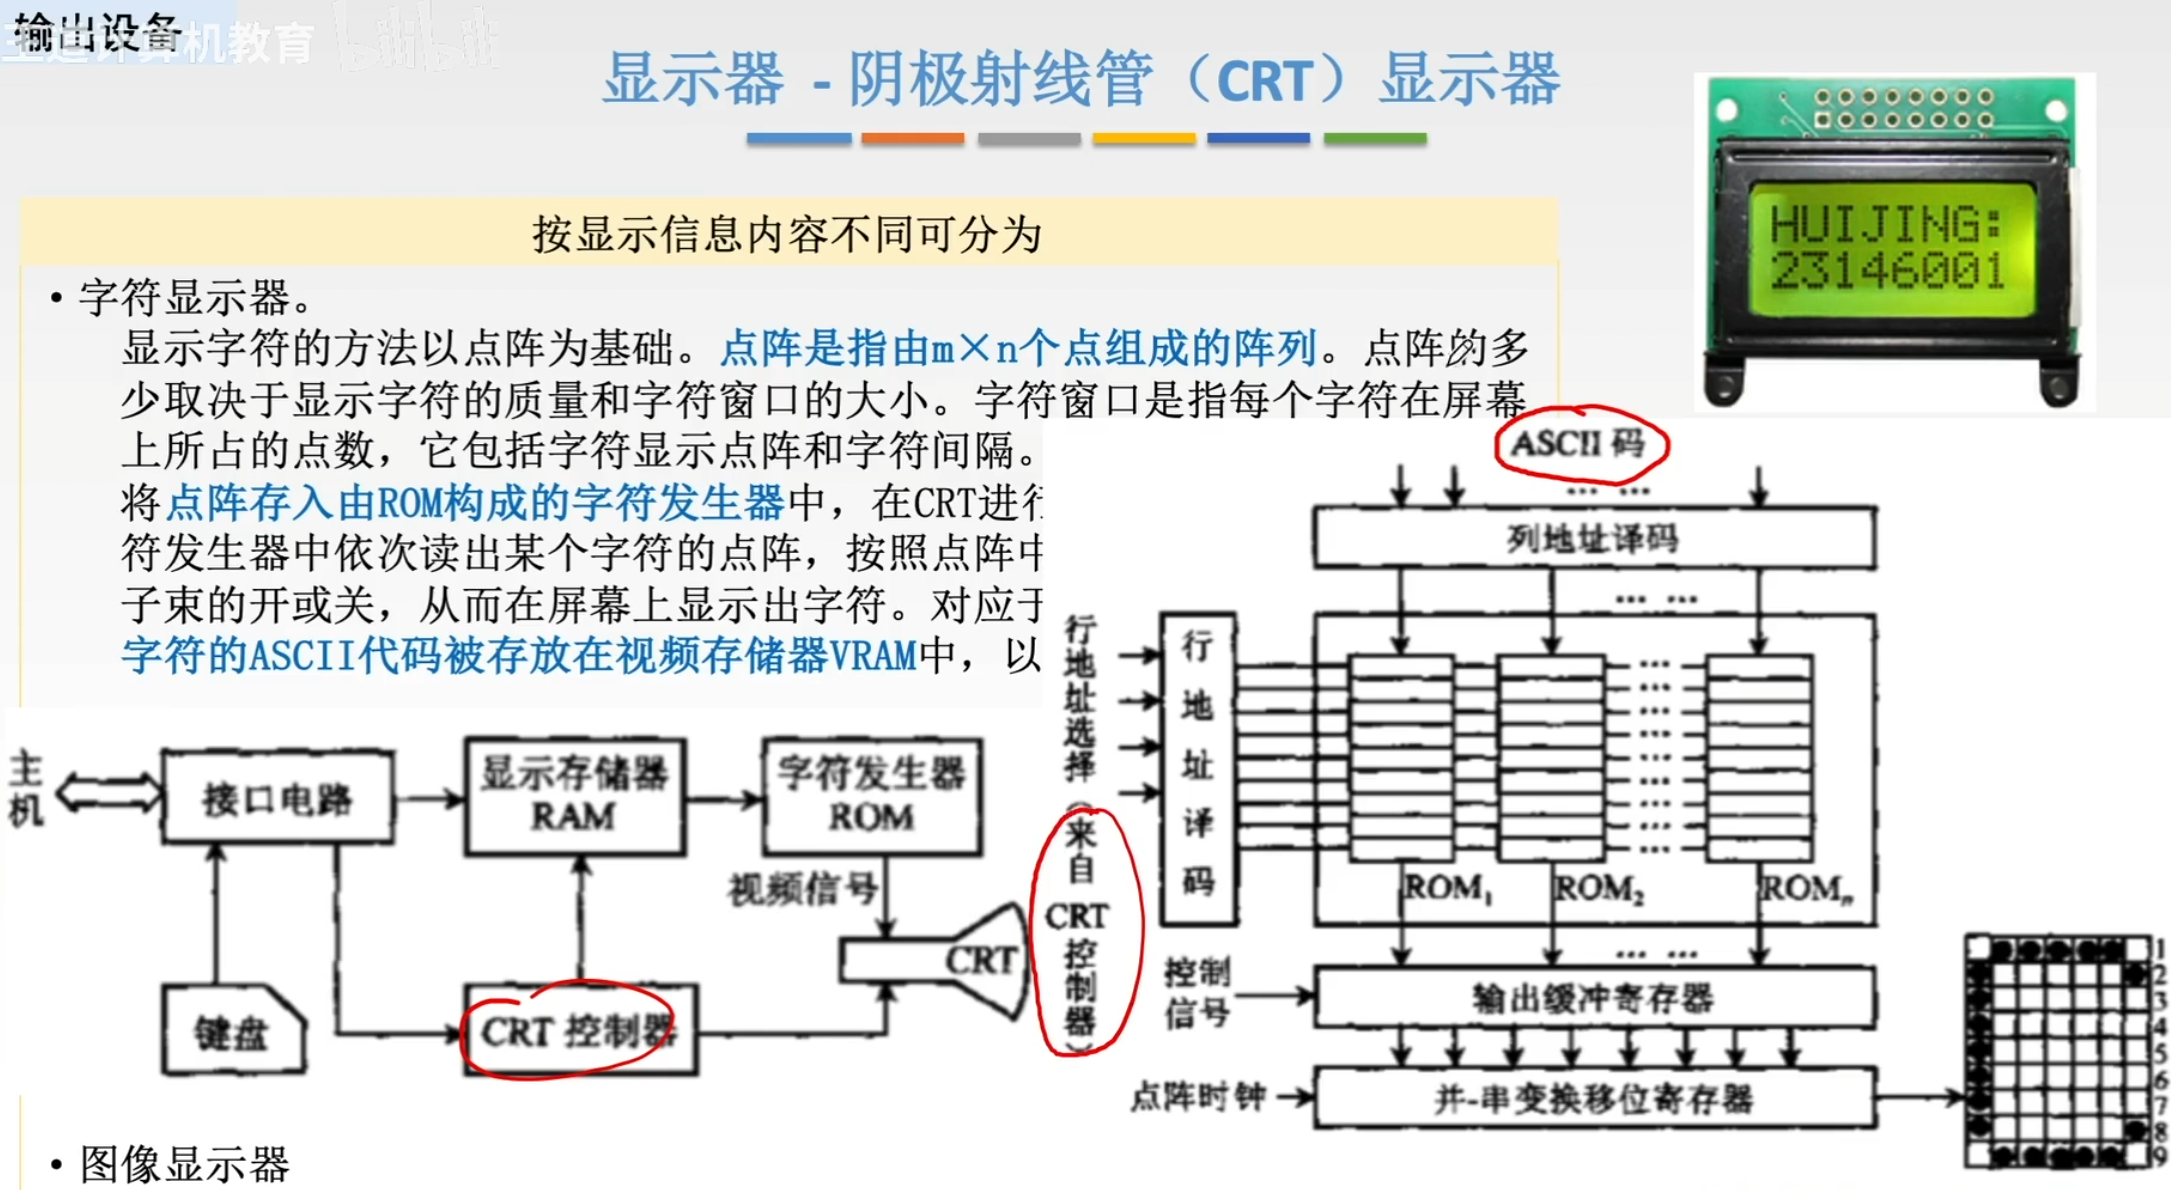 输出设备
王道计算机教育 bilibili
显示器 - 阴极射线管（CRT）显示器
HUIJING:
23146001
按显示信息内容不同可分为
• 字符显示器。
显示字符的方法以点阵为基础。点阵是指由m×n个点组成的阵列。点阵的多
少取决于显示字符的质量和字符窗口的大小。字符窗口是指每个字符在屏幕
上所占的点数，它包括字符显示点阵和字符间隔。
将点阵存入由ROM构成的字符发生器中，在CRT进行
符发生器中依次读出某个字符的点阵，按照点阵中
子束的开或关，从而在屏幕上显示出字符。对应于
字符的ASCII代码被存放在视频存储器VRAM中，以
主机
接口电路
显示存储器
RAM
字符发生器
ROM
视频信号
CRT
键盘
CRT 控制器
ASCII 码
… …
列地址译码
… …
行地址选择（来自CRT控制器）
行地址译码
…
…
…
…
…
…
…
…
…
ROM1 ROM2 ROMn
… …
控制
信号
输出缓冲寄存器
点阵时钟
并-串变换移位寄存器
1
2
3
4
5
6
7
8
9
• 图像显示器